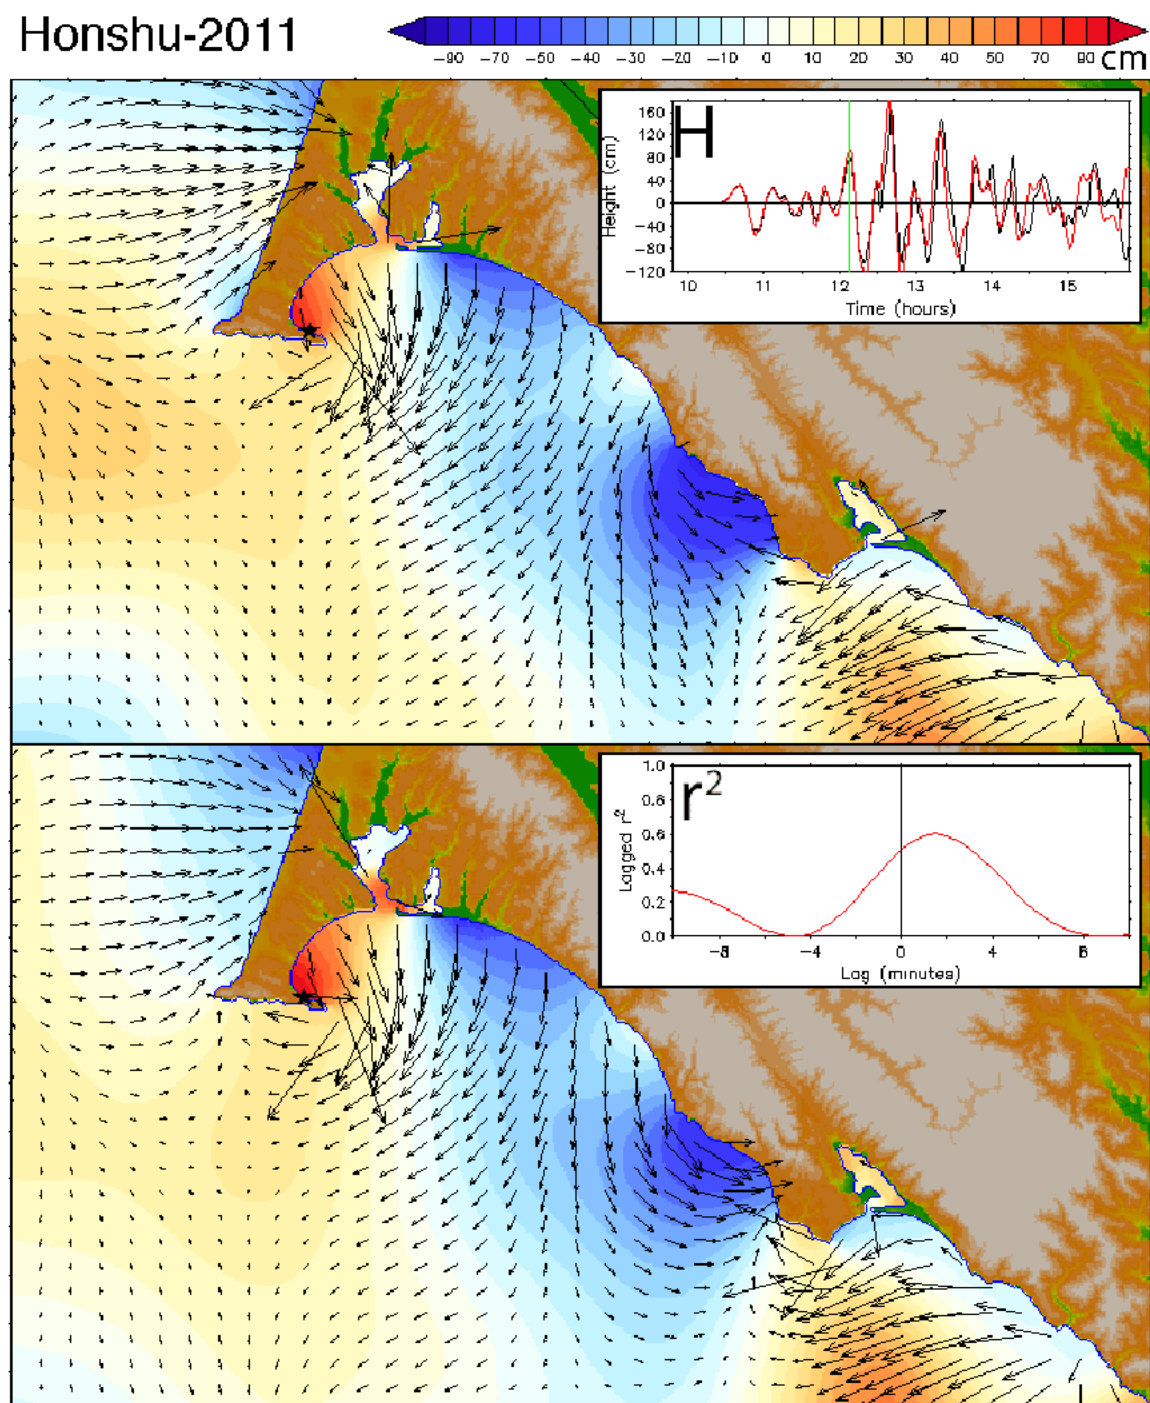 Honshu-2011
-90 -70 -50 -40 -30 -20 -10 0 10 20 30 40 50 70 90 cm
H
Height (cm)
160
120
80
40
0
-40
-80
-120
10 11 12 13 14 15
Time (hours)
r²
Lagged r²
1.0
0.8
0.6
0.4
0.2
0.0
-8 -4 0 4 8
Lag (minutes)